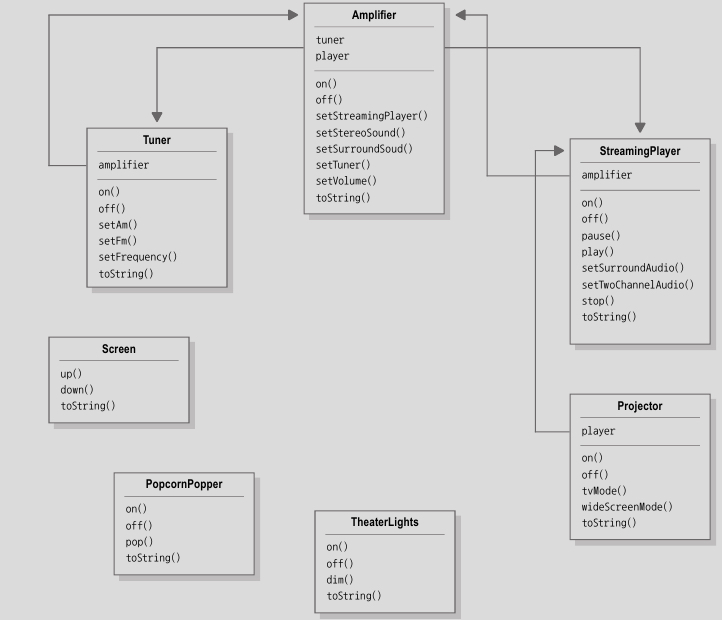 Amplifier
tuner
player
on()
off()
setStreamingPlayer()
setStereoSound()
setSurroundSoud()
setTuner()
setVolume()
toString()
Tuner
amplifier
on()
off()
setAm()
setFm()
setFrequency()
toString()
StreamingPlayer
amplifier
on()
off()
pause()
play()
setSurroundAudio()
setTwoChannelAudio()
stop()
toString()
Screen
up()
down()
toString()
Projector
player
on()
off()
tvMode()
wideScreenMode()
toString()
PopcornPopper
on()
off()
pop()
toString()
TheaterLights
on()
off()
dim()
toString()